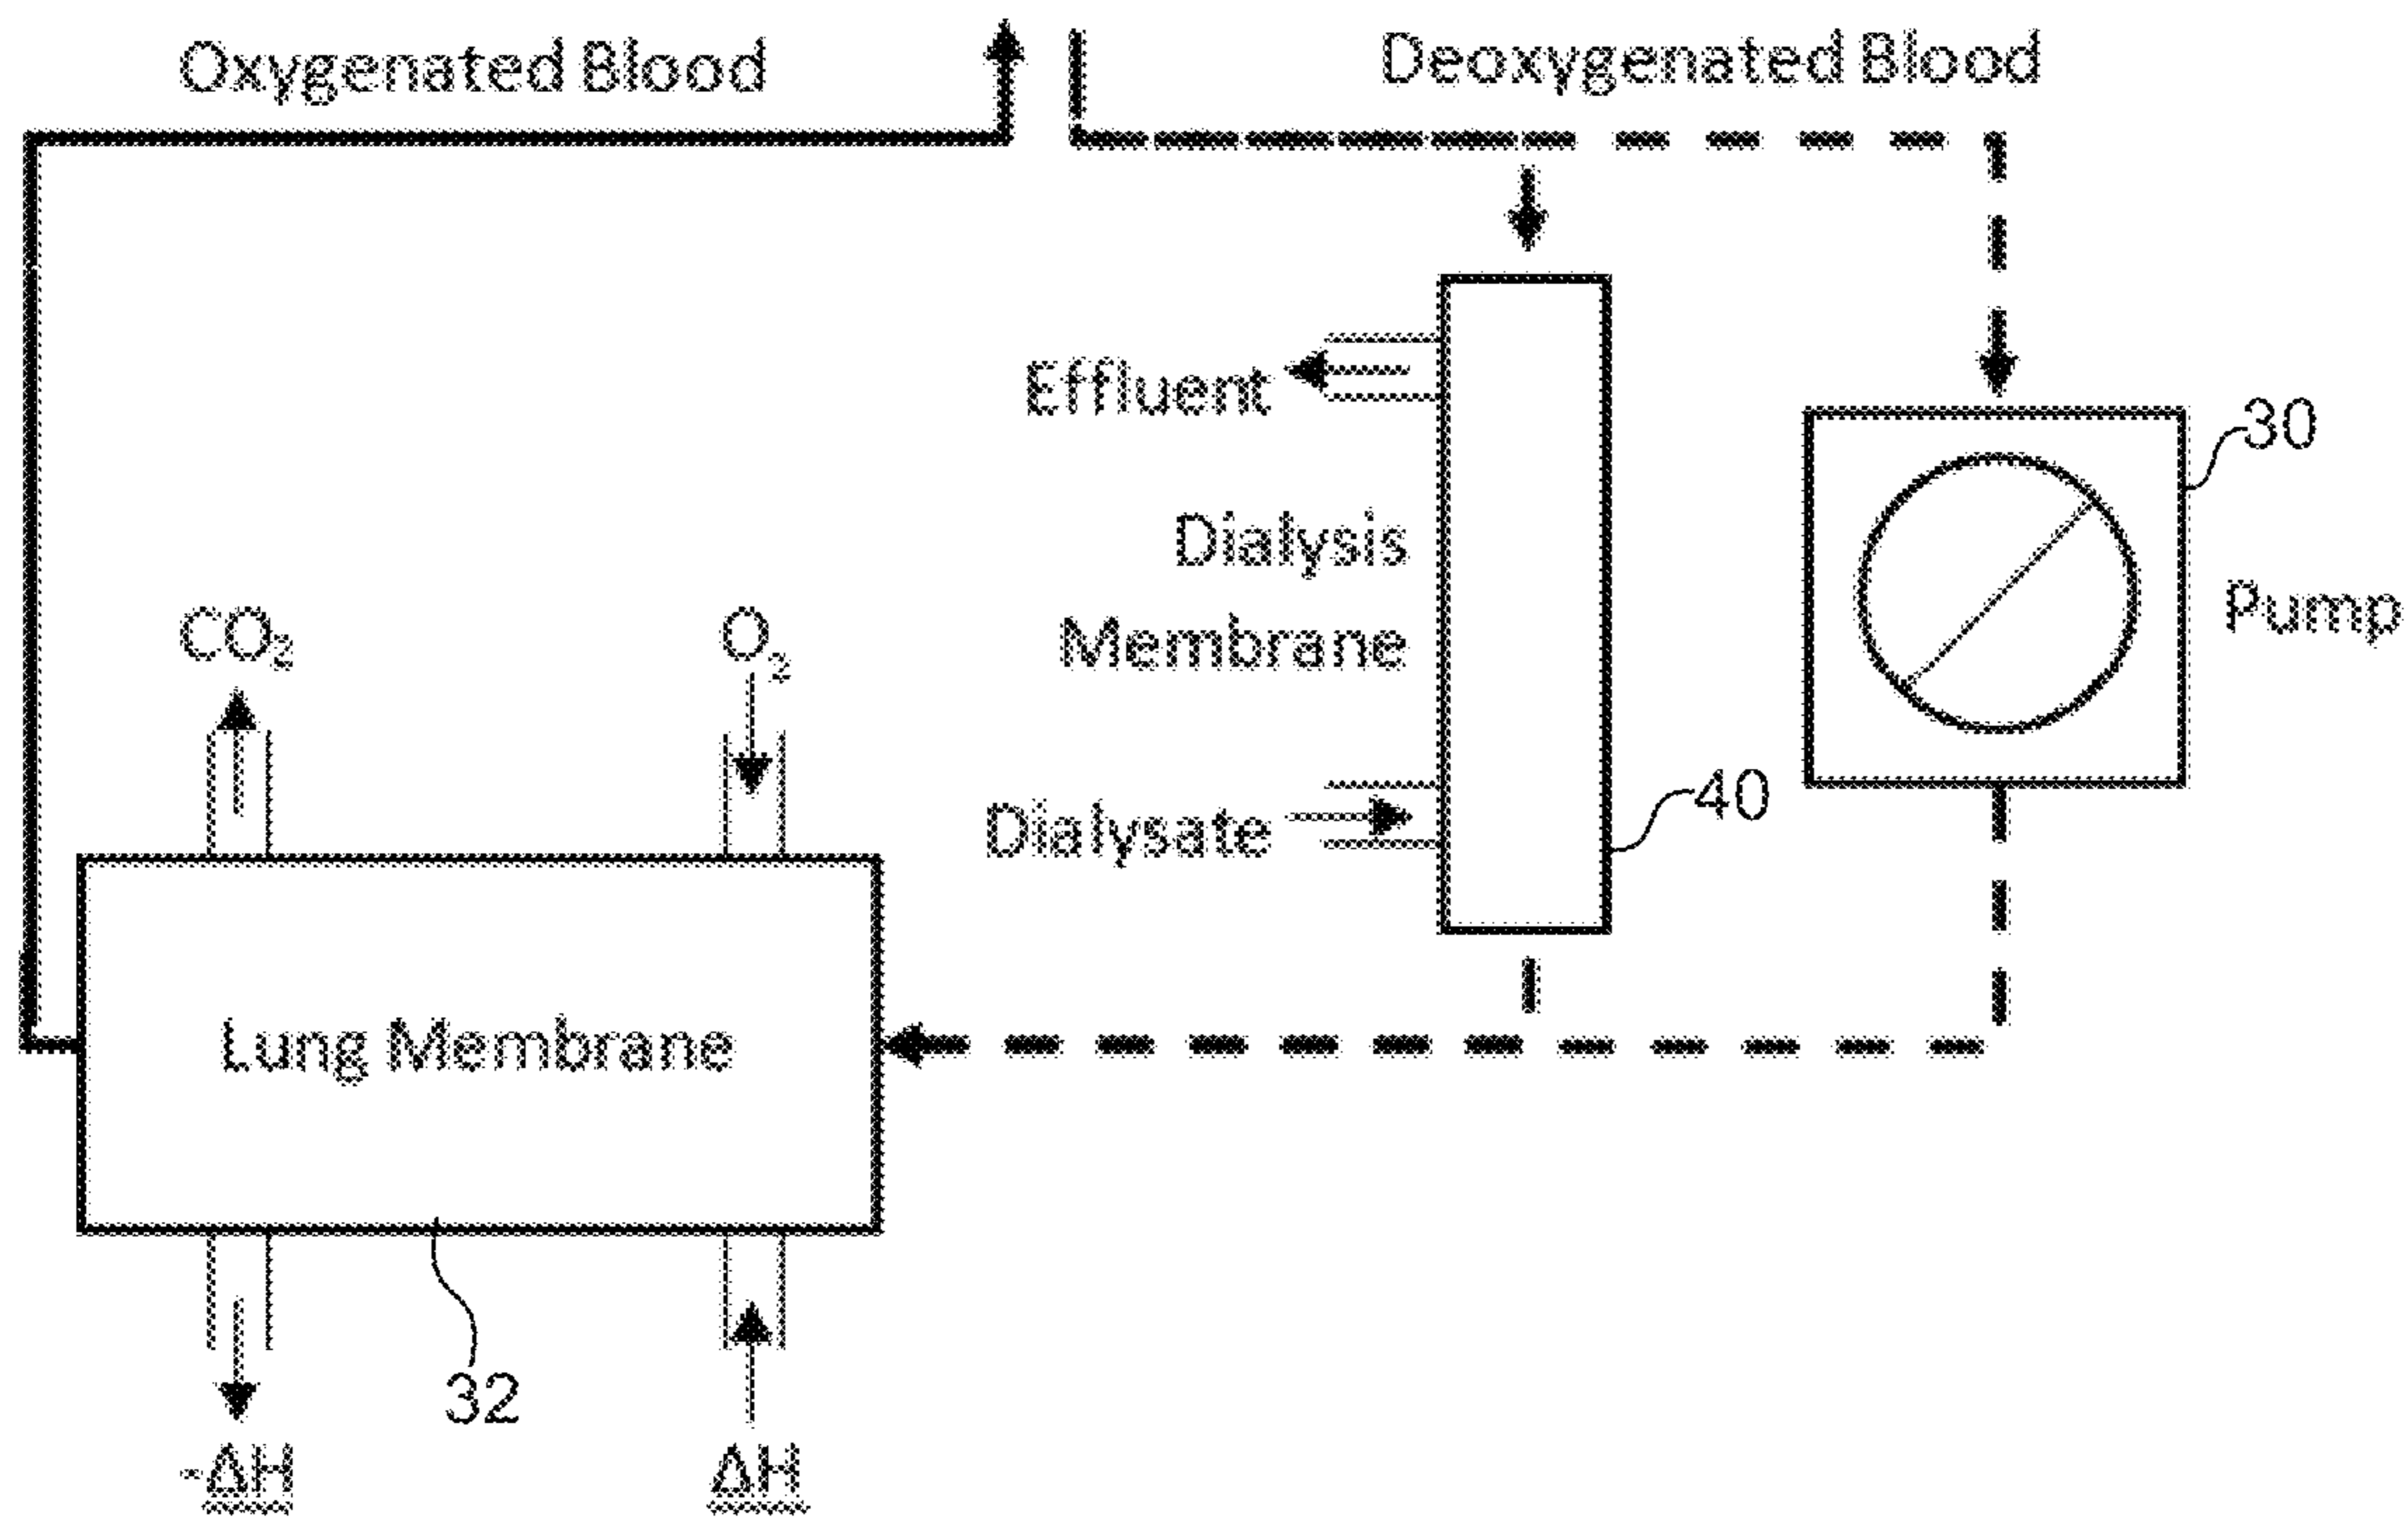 Oxygenated Blood
Deoxygenated Blood
Effluent
30
Dialysis
Membrane
Pump
CO₂
O₂
Dialysate
40
Lung Membrane
32
-ΔH
ΔH